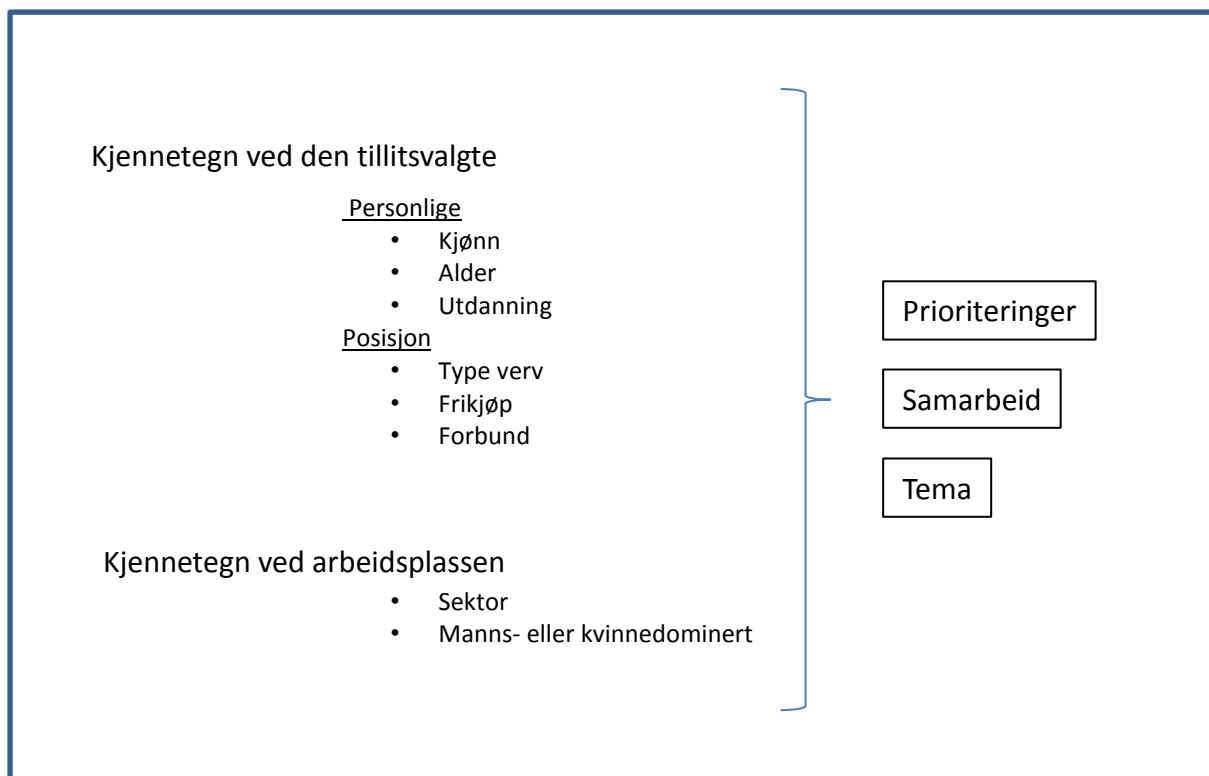 Kjennetegn ved den tillitsvalgte
Personlige
• Kjønn
• Alder
• Utdanning
Posisjon
• Type verv
• Frikjøp
• Forbund
Kjennetegn ved arbeidsplassen
• Sektor
• Manns- eller kvinnedominert
Prioriteringer
Samarbeid
Tema